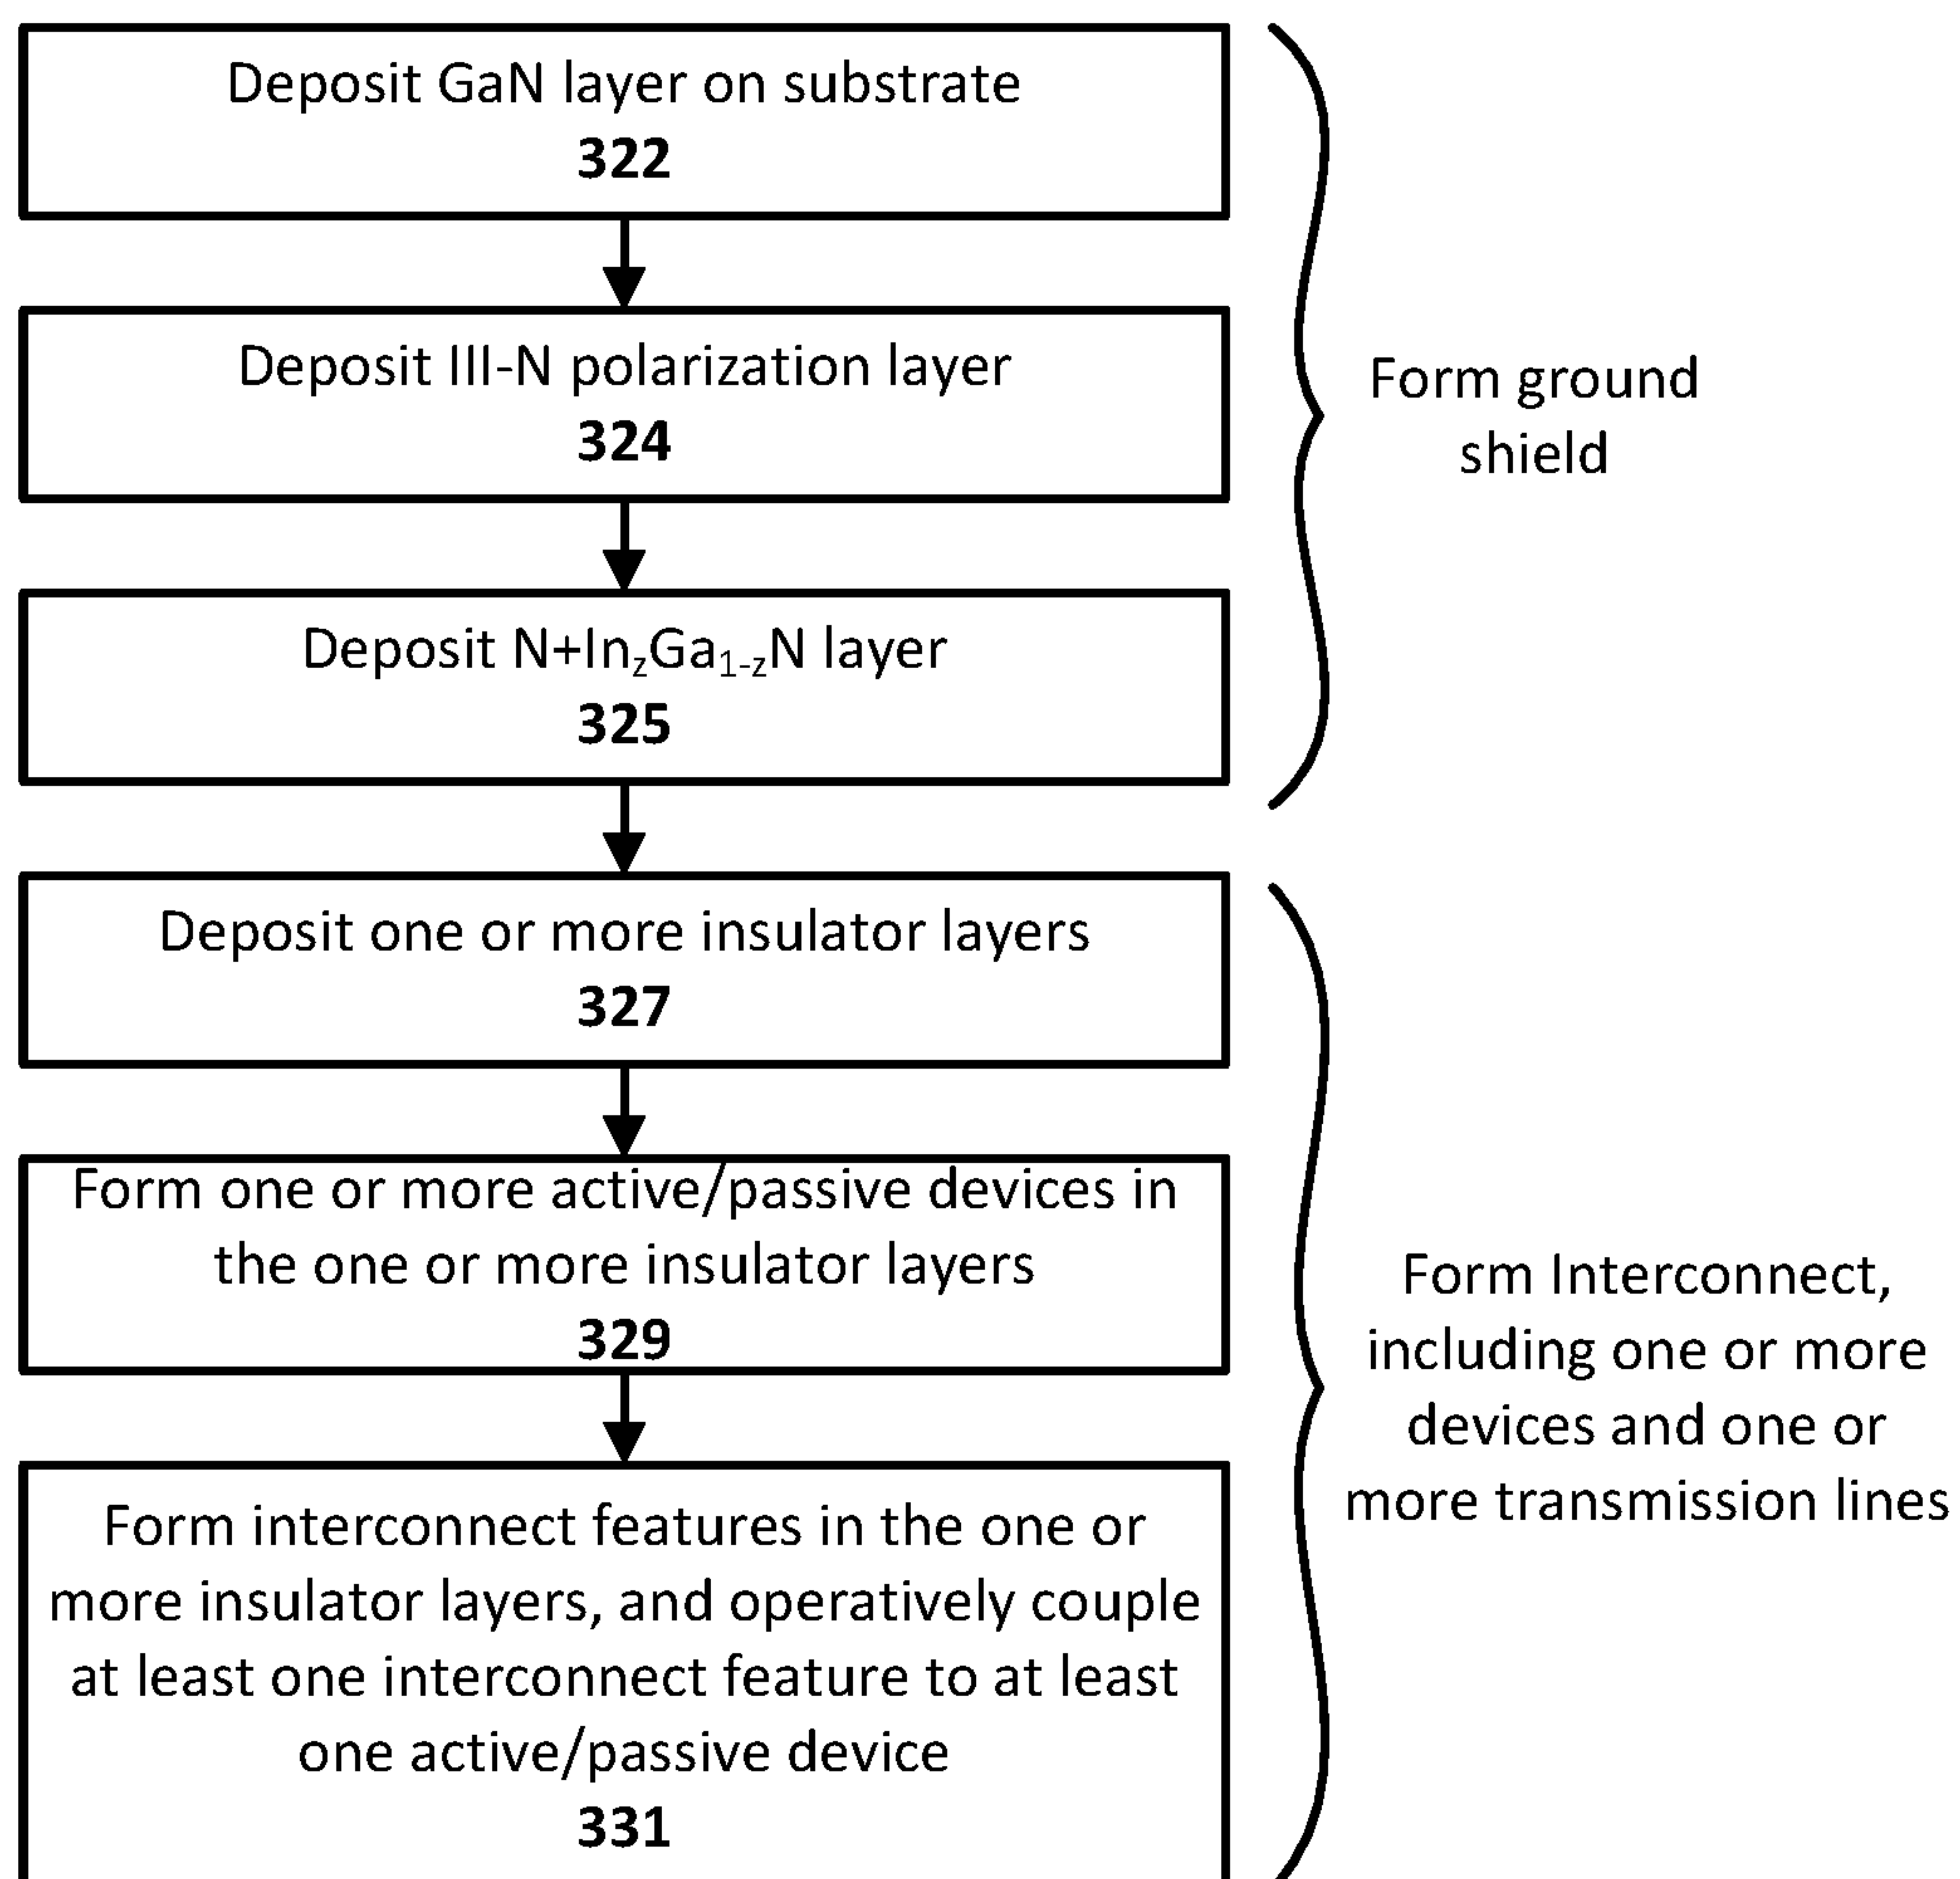 Deposit GaN layer on substrate
322
Deposit III-N polarization layer
324
Deposit N+In₂Ga₁₋₂N layer
325
Form ground
shield
Deposit one or more insulator layers
327
Form one or more active/passive devices in
the one or more insulator layers
329
Form interconnect features in the one or
more insulator layers, and operatively couple
at least one interconnect feature to at least
one active/passive device
331
Form Interconnect,
including one or more
devices and one or
more transmission lines